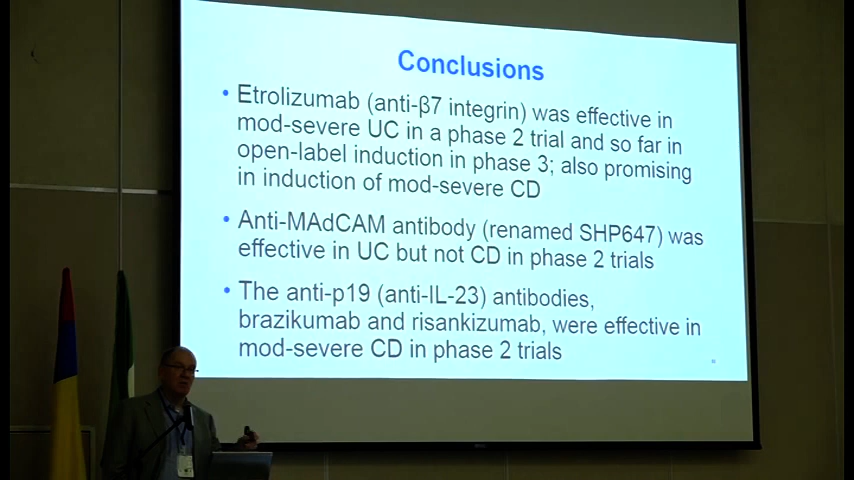 Conclusions
• Etrolizumab (anti-β7 integrin) was effective in
mod-severe UC in a phase 2 trial and so far in
open-label induction in phase 3; also promising
in induction of mod-severe CD
• Anti-MAdCAM antibody (renamed SHP647) was
effective in UC but not CD in phase 2 trials
• The anti-p19 (anti-IL-23) antibodies,
brazikumab and risankizumab, were effective in
mod-severe CD in phase 2 trials